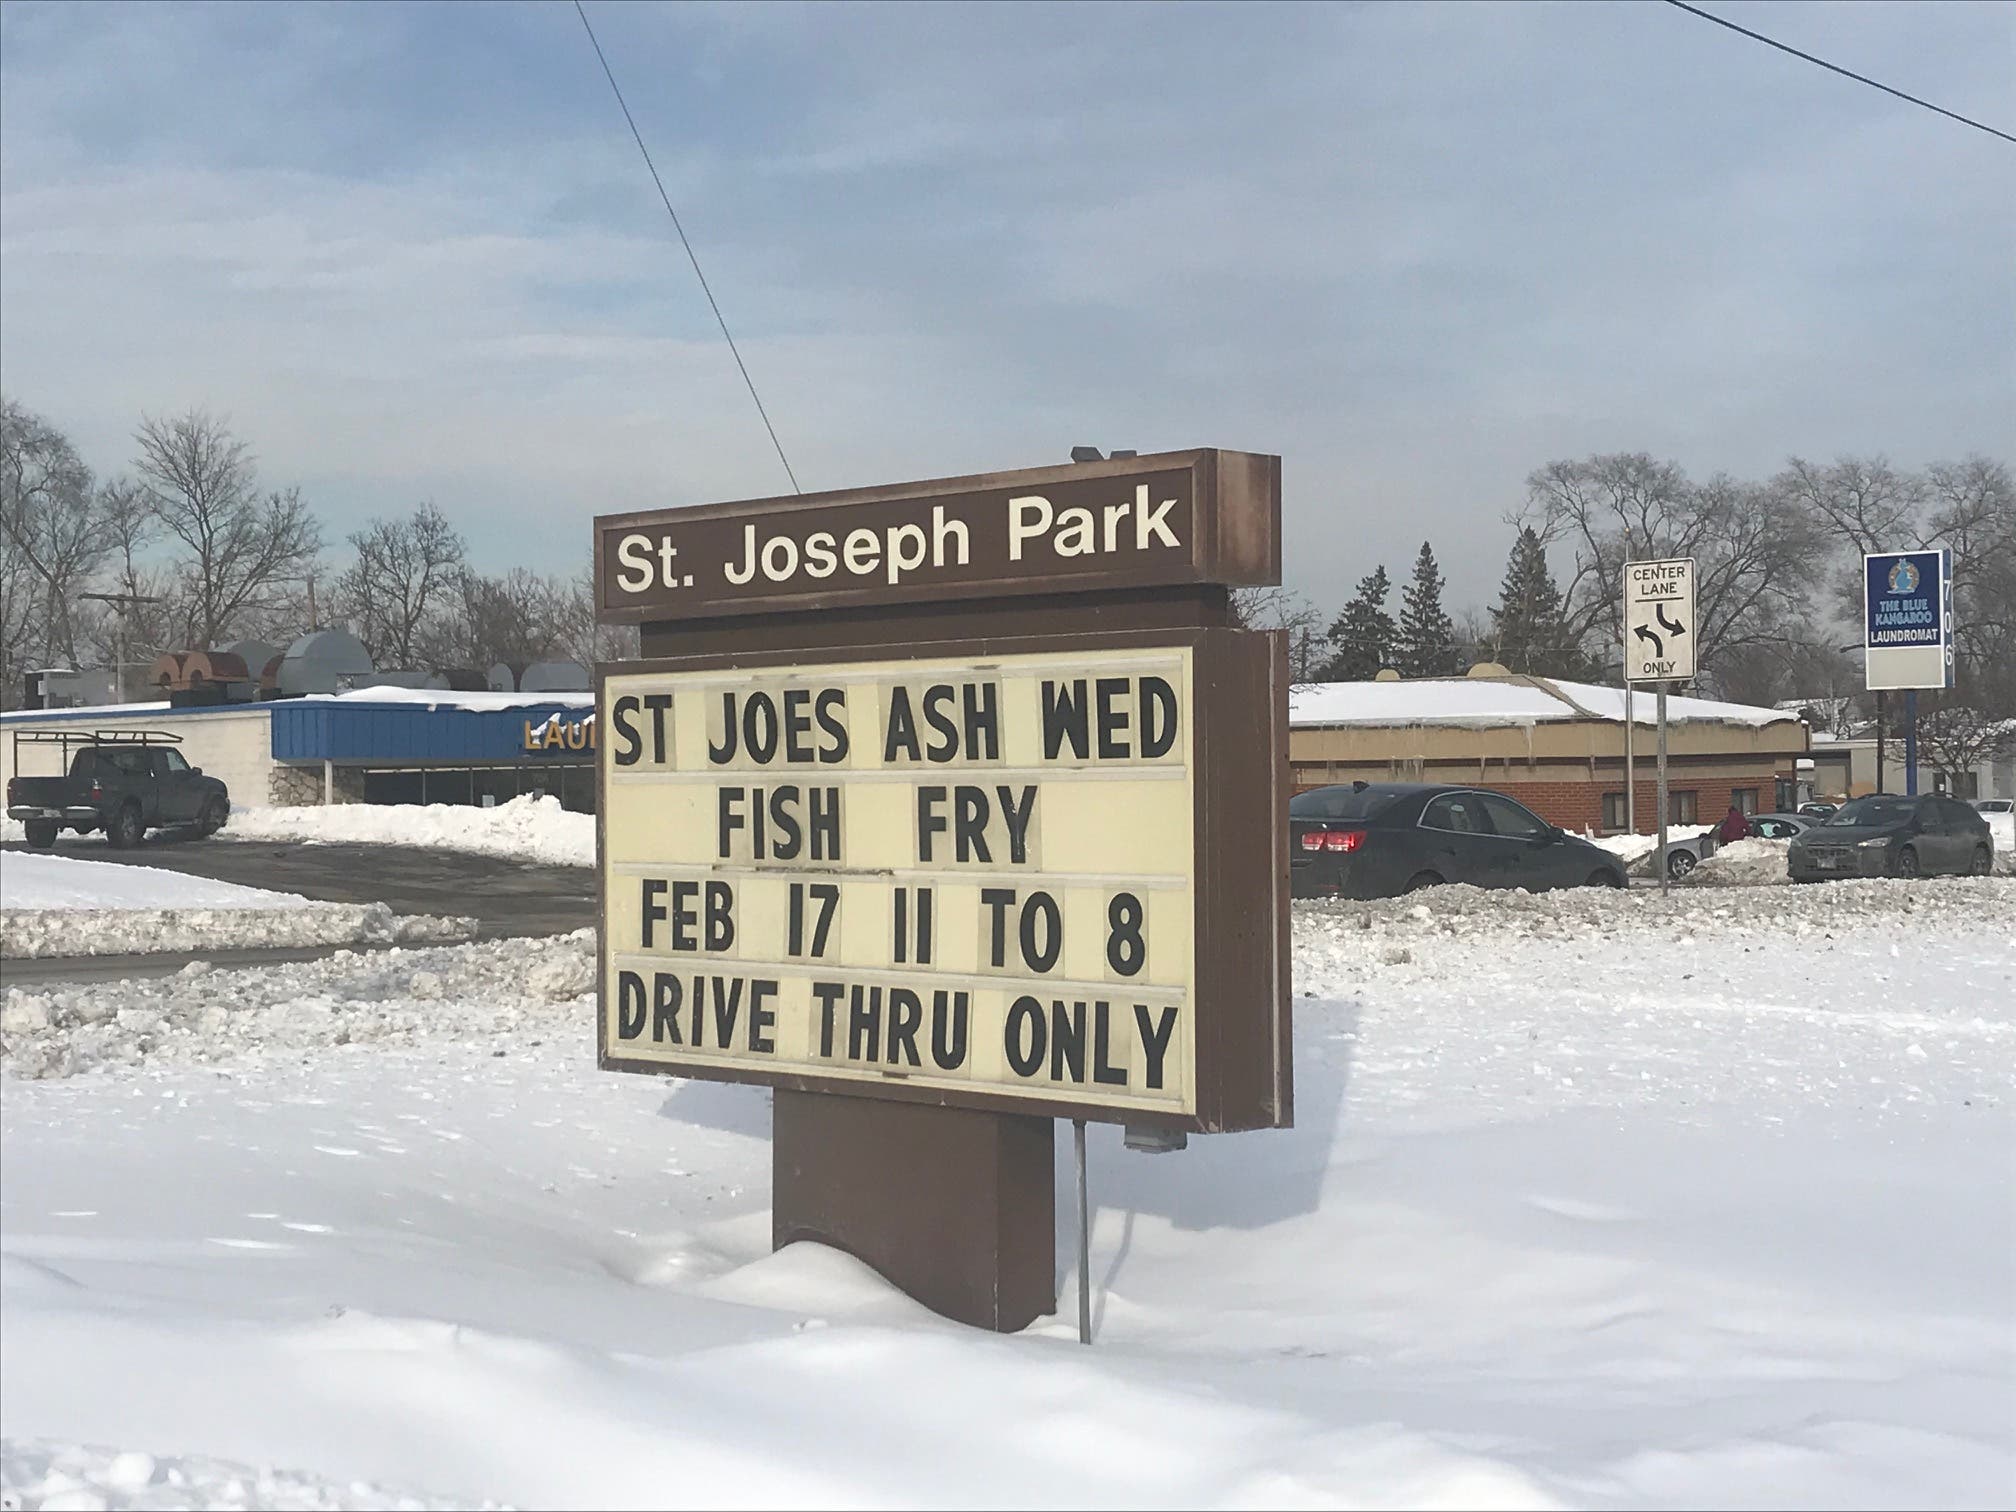 St. Joseph Park
ST JOES ASH WED
FISH FRY
FEB 17 11 TO 8
DRIVE THRU ONLY
CENTER
LANE
ONLY
THE BLUE
KANGAROO
LAUNDROMAT
706